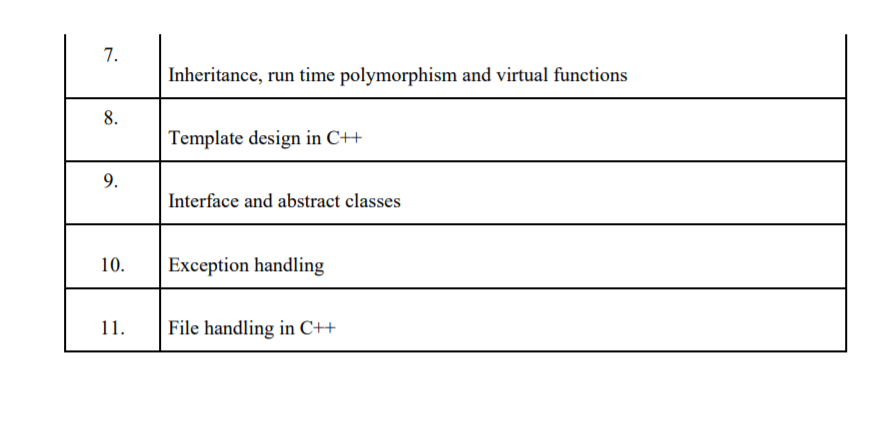 7.
Inheritance, run time polymorphism and virtual functions
8.
Template design in C++
9.
Interface and abstract classes
10. Exception handling
11. File handling in C++